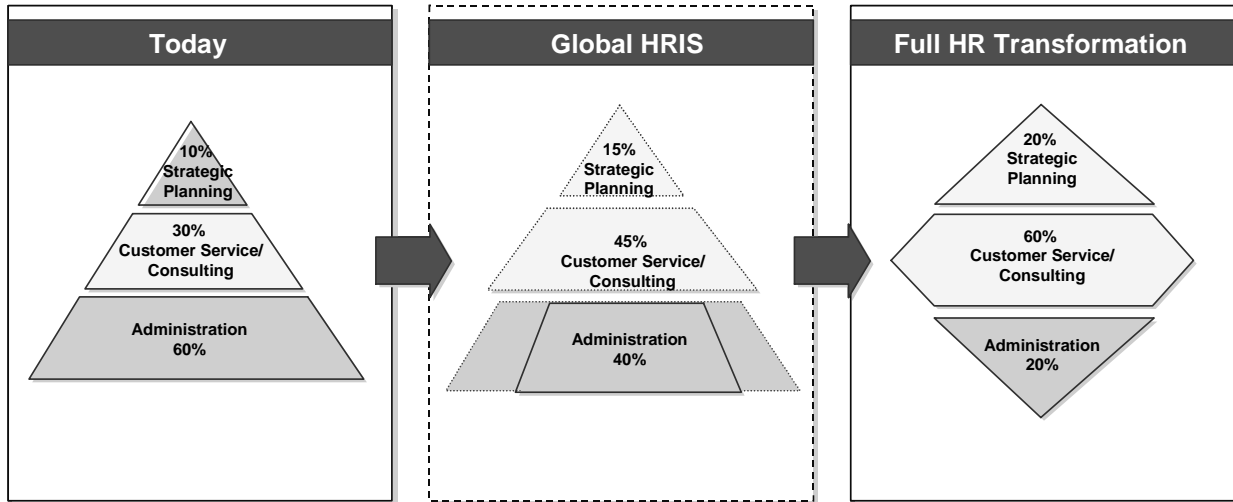 Today
10%
Strategic
Planning
30%
Customer Service/
Consulting
Administration
60%
Global HRIS
15%
Strategic
Planning
45%
Customer Service/
Consulting
Administration
40%
Full HR Transformation
20%
Strategic
Planning
60%
Customer Service/
Consulting
Administration
20%